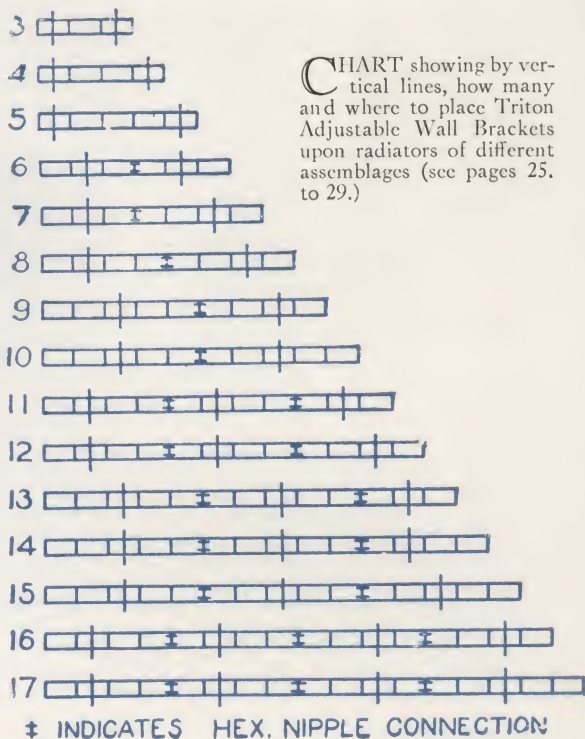 3
4
CHART showing by ver-
tical lines, how many
and where to place Triton
Adjustable Wall Brackets
upon radiators of different
assemblages (see pages 25.
to 29.)
5
6
7
8
9
10
11
12
13
14
15
16
17
‡ INDICATES HEX. NIPPLE CONNECTION